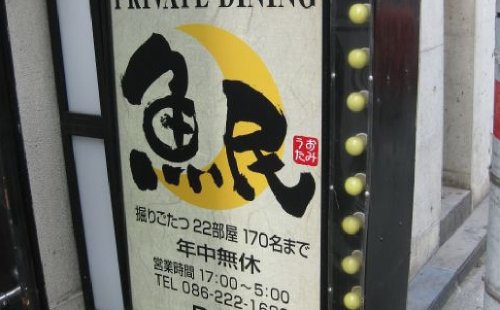 PRIVATE DINING
魚民
おみ
うた
掘りごたつ 22部屋 170名まで
年中無休
営業時間 17:00~5:00
TEL 086-222-1688